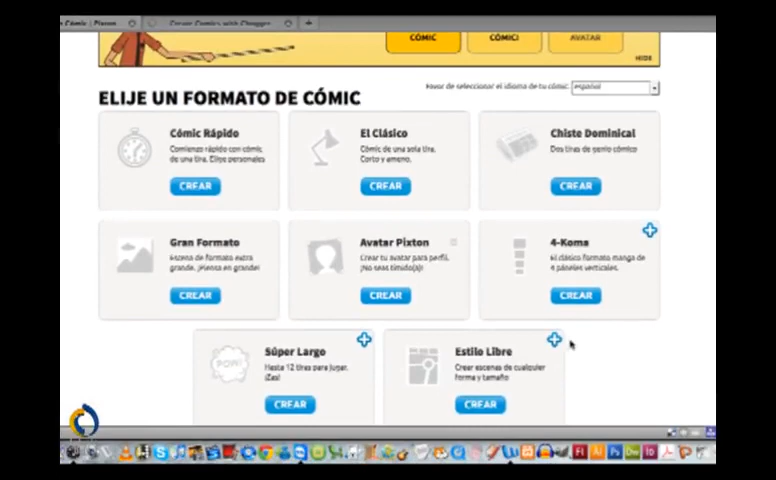 Cómic | Pixton
Create Comics with Chogger
CÓMIC
CÓMICI
AVATAR
HIDE
Favor de seleccionar el idioma de tu cómic.
español
ELIJE UN FORMATO DE CÓMIC
Cómic Rápido
Comienzo rápido con cómic
de una tira. Elige personajes
CREAR
El Clásico
Cómic de una sola tira.
Corto y ameno.
CREAR
Chiste Dominical
Dos tiras de genio cómico
CREAR
Gran Formato
Escena de formato extra
grande. ¡Piensa en grande!
CREAR
Avatar Pixton
Crear tu avatar para perfil.
¡No seas tímido(a)!
CREAR
4-Koma
El clásico formato manga de
4 páneles verticales.
CREAR
POW!
Súper Largo
Hasta 12 tiras para jugar.
¡Zas!
CREAR
Estilo Libre
Crear escenas de cualquier
forma y tamaño
CREAR